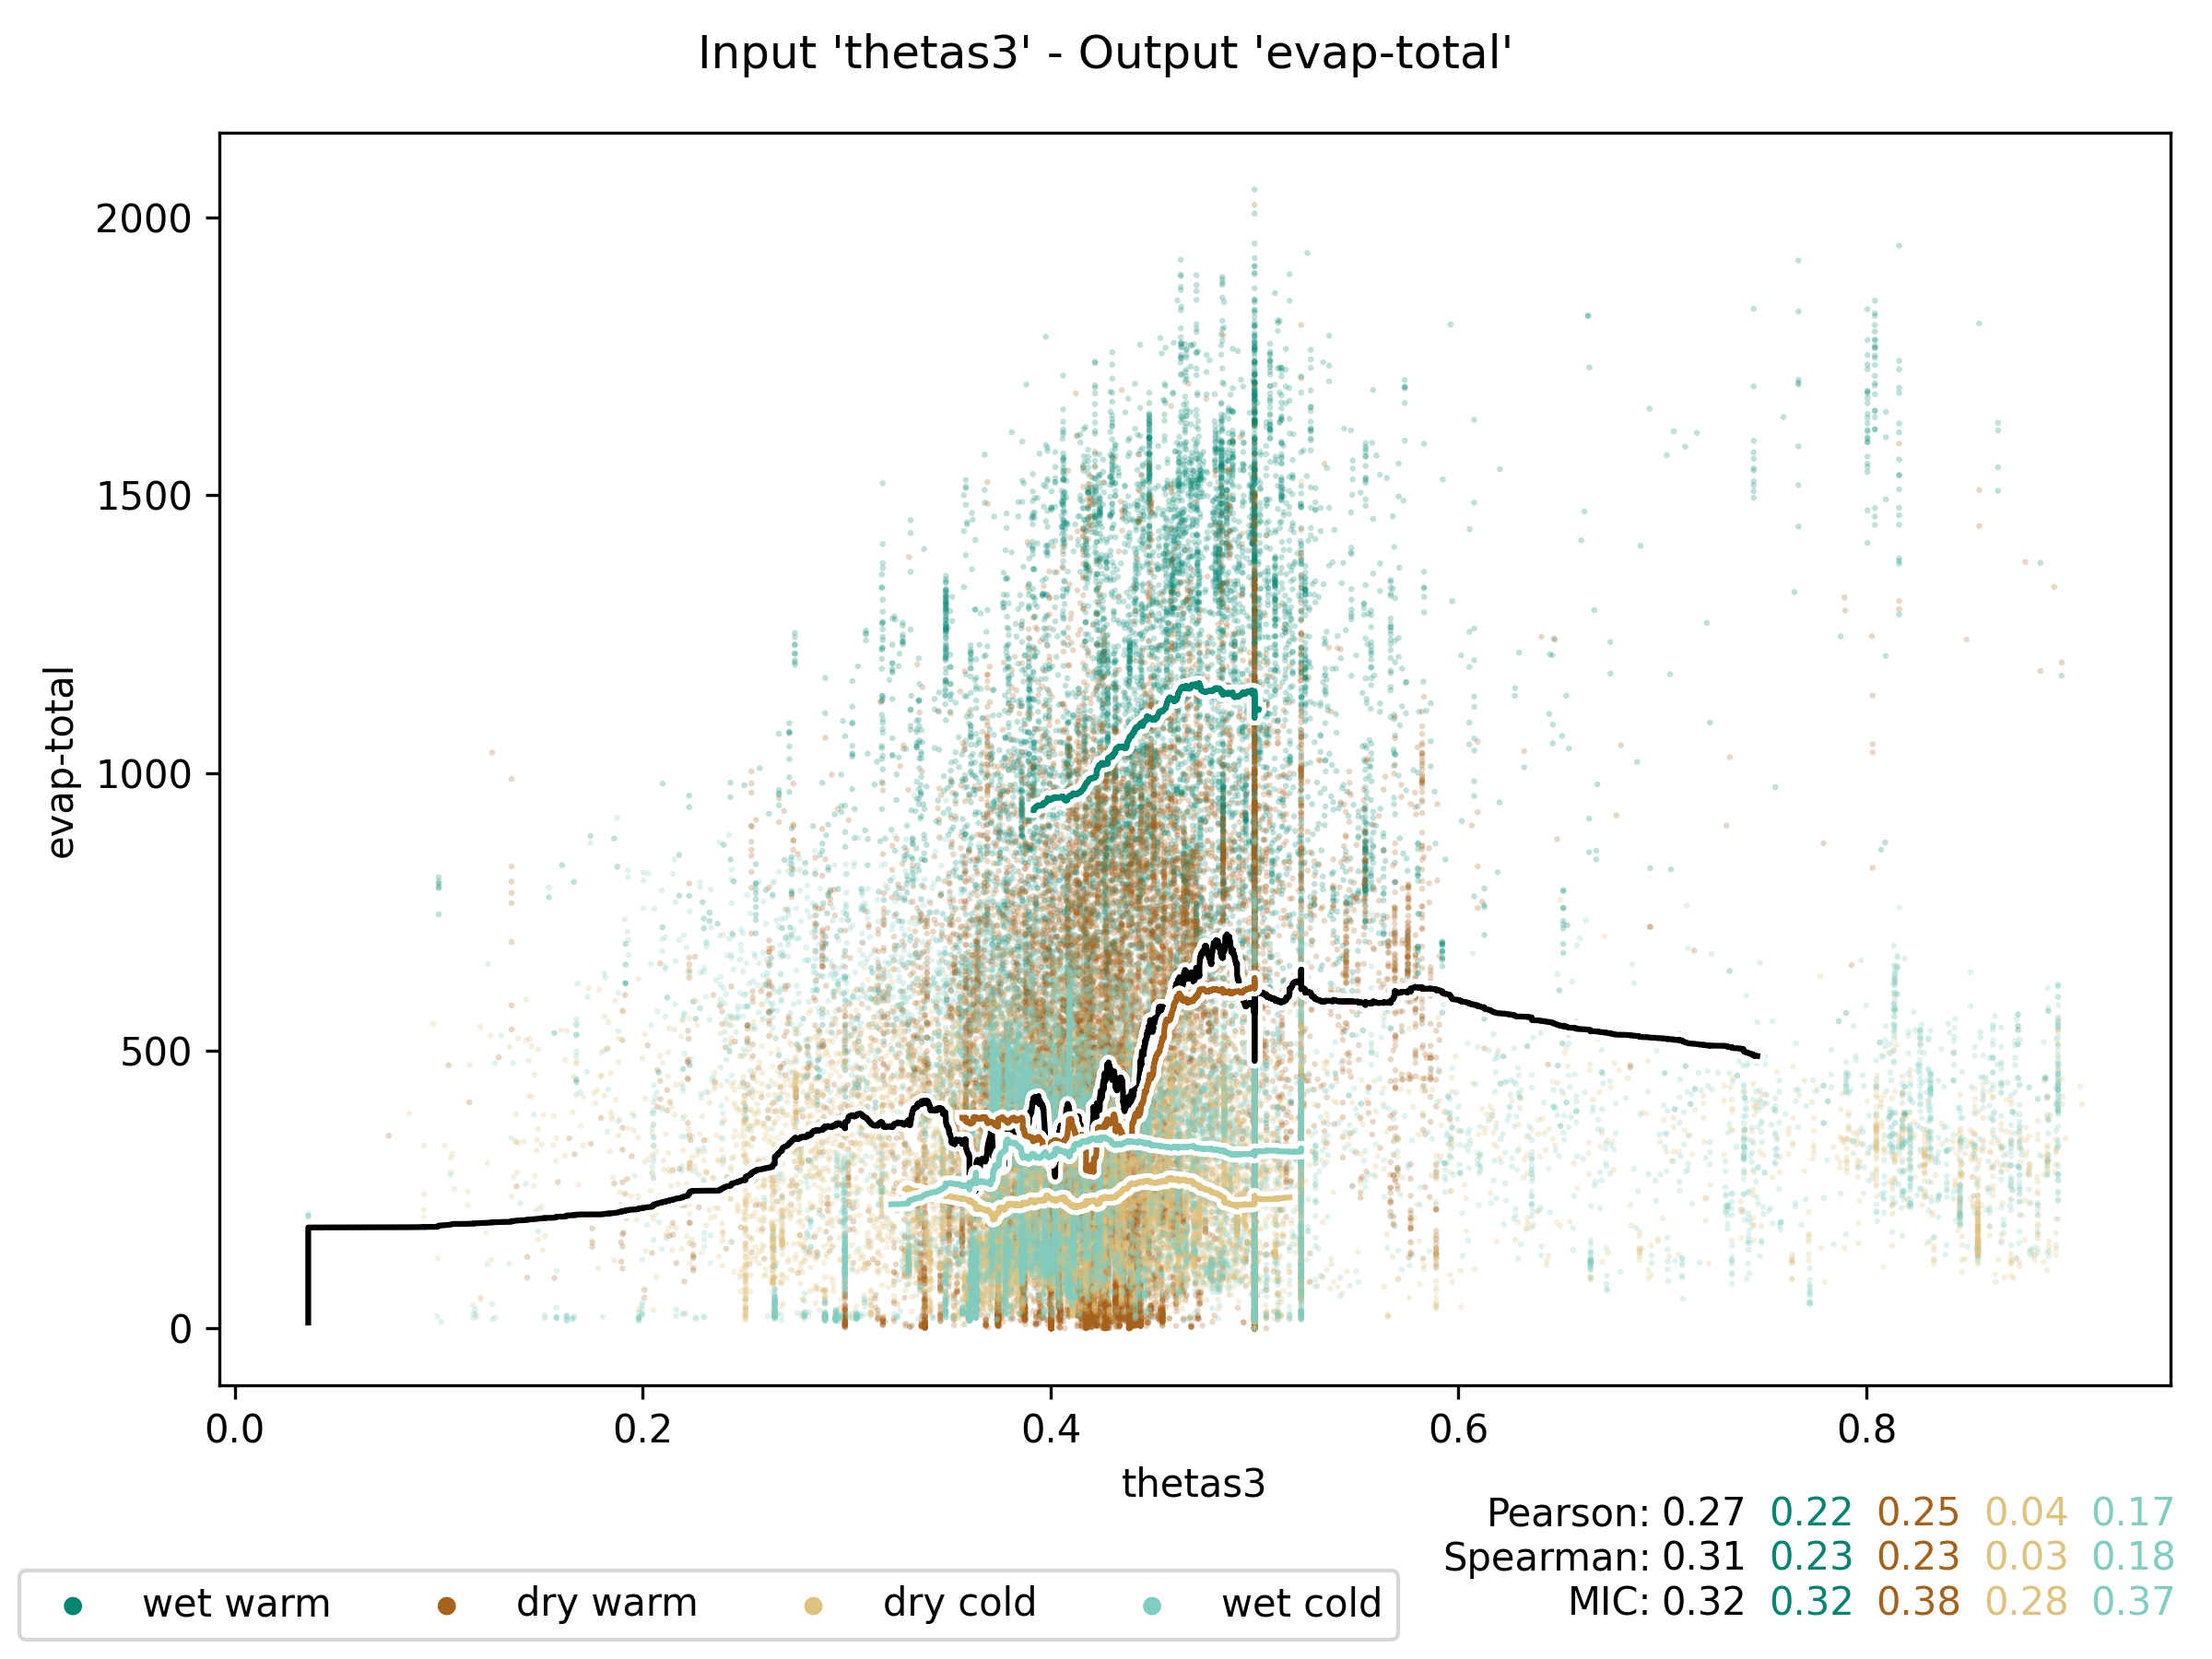 Input 'thetas3' - Output 'evap-total'
2000
1500
1000
500
0
evap-total
0.0 0.2 0.4 0.6 0.8
thetas3
Pearson: 0.27 0.22 0.25 0.04 0.17
Spearman: 0.31 0.23 0.23 0.03 0.18
MIC: 0.32 0.32 0.38 0.28 0.37
wet warm dry warm dry cold wet cold